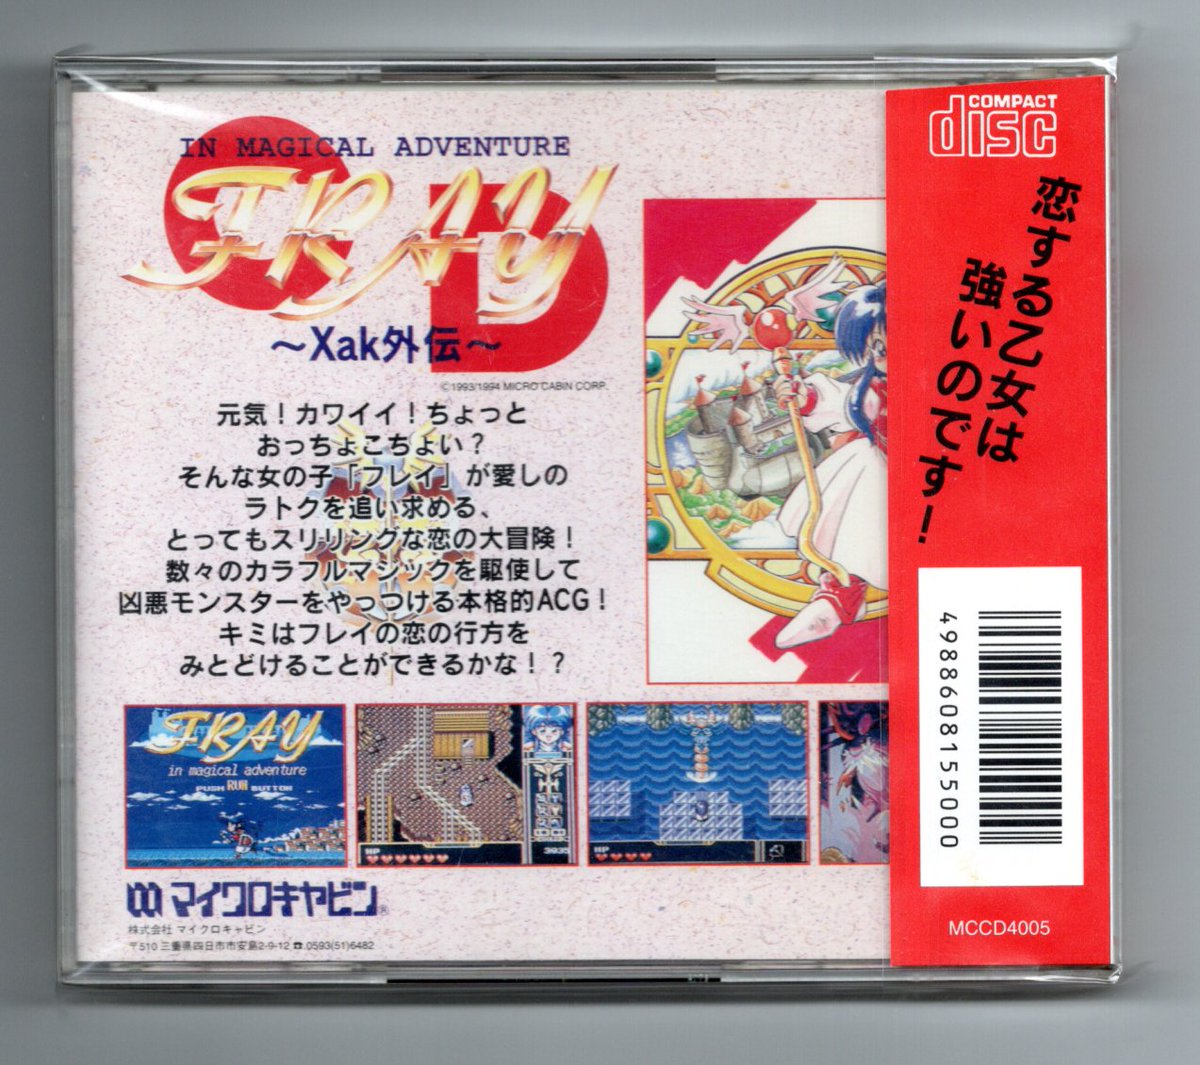 IN MAGICAL ADVENTURE
FRAY
CD
～Xak外伝～
©1993/1994 MICRO CABIN CORP.
元気！カワイイ！ちょっと
おっちょこちょい？
そんな女の子「フレイ」が愛しの
ラトクを追い求める、
とってもスリリングな恋の大冒険！
数々のカラフルマジックを駆使して
凶悪モンスターをやっつける本格的ACG！
キミはフレイの恋の行方を
みとどけることができるかな！？
FRAY
in magical adventure
PUSH RUN BUTTON
HP
3935
HP
マイクロキャビン®
株式会社 マイクロキャビン
〒510 三重県四日市市安島2-9-12 ☎.0593(51)6482
COMPACT
disc
恋する乙女は
強いのです！
4988608155000
MCCD4005